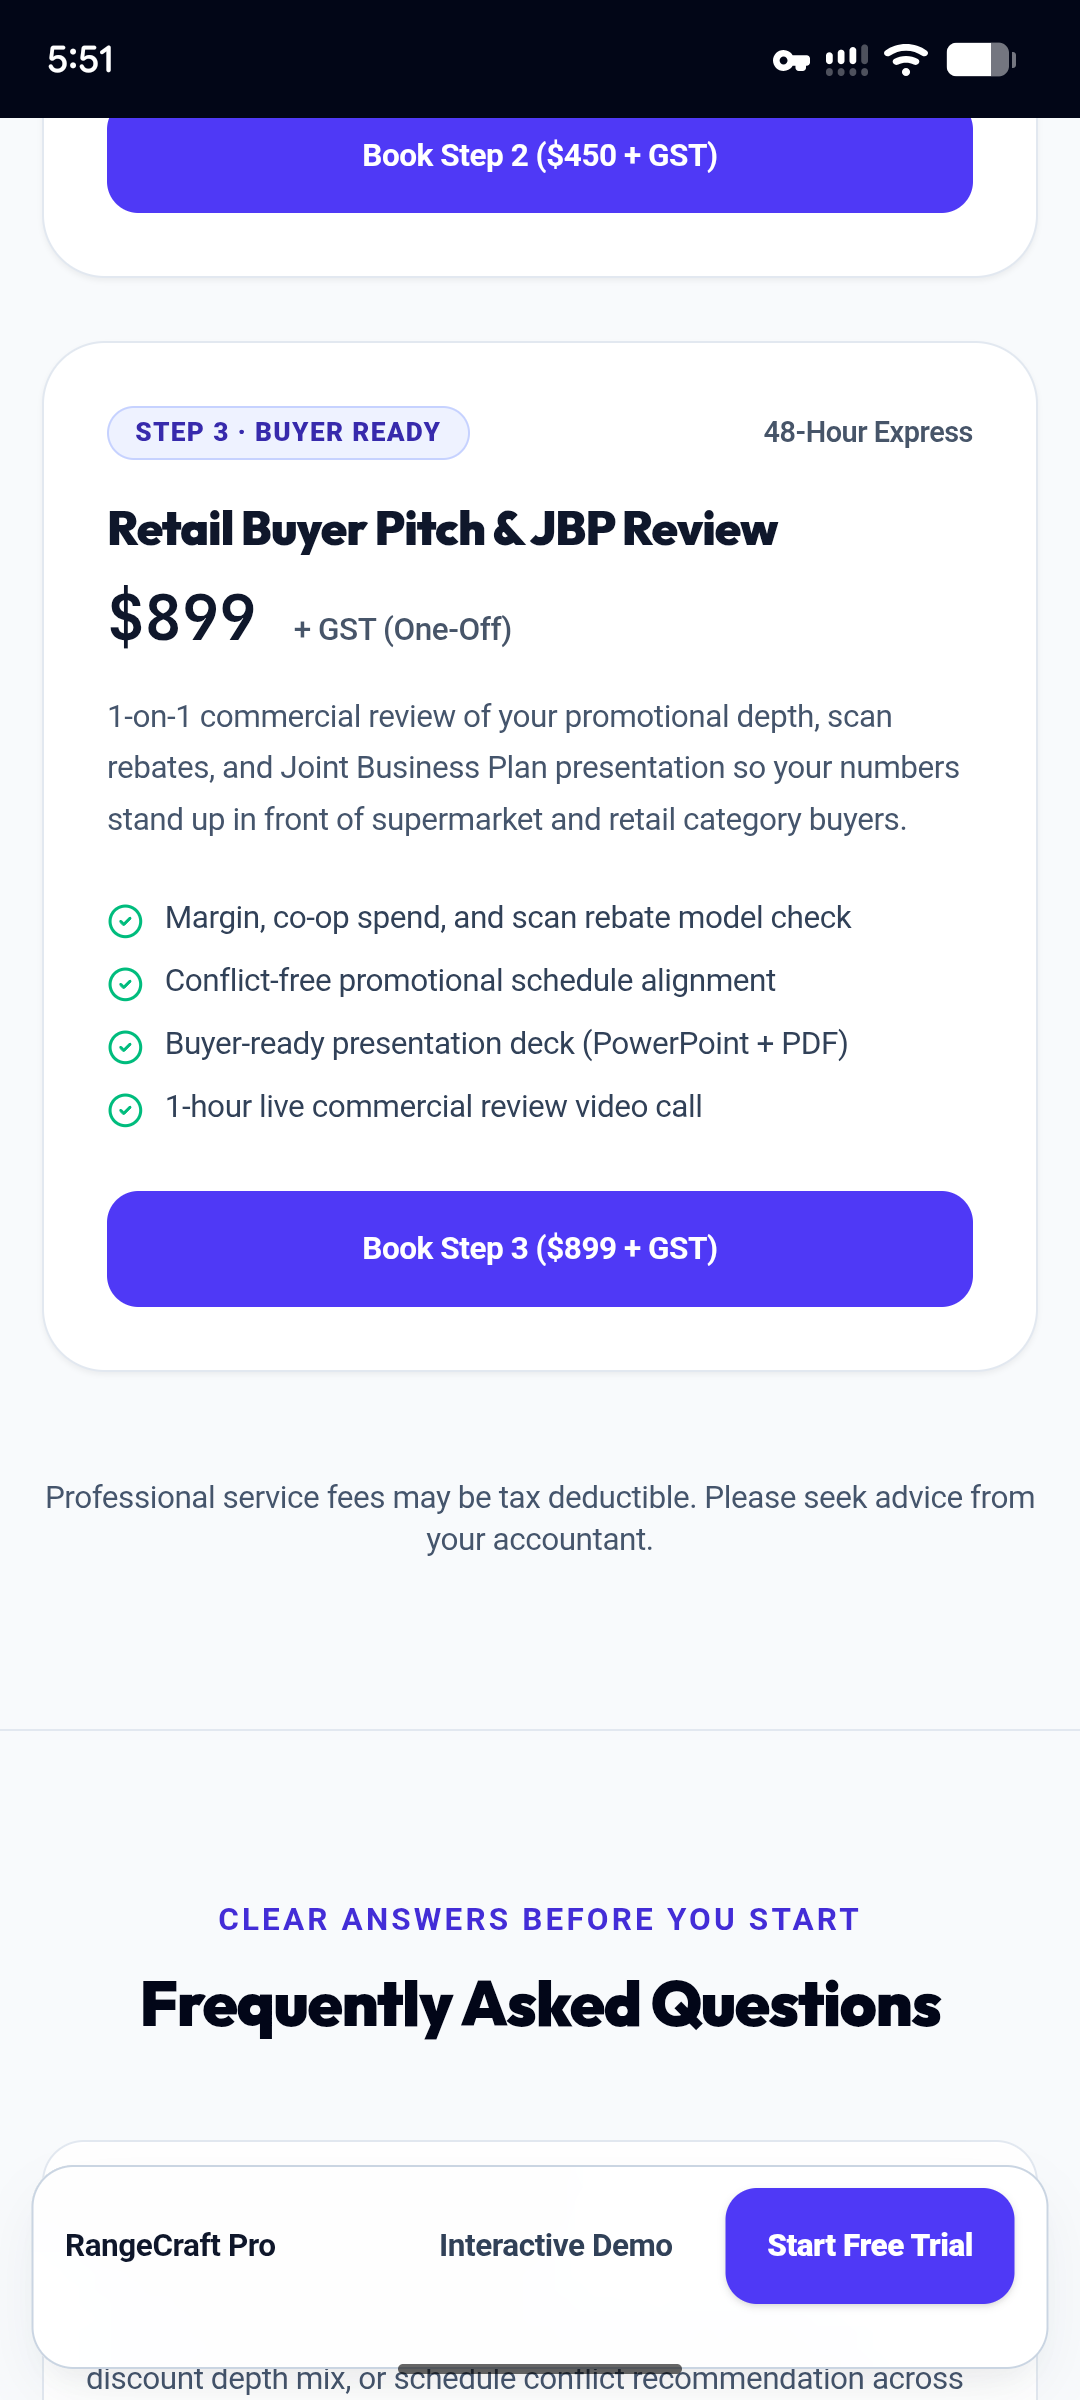 5:51
Book Step 2 ($450 + GST)
STEP 3 · BUYER READY
48-Hour Express
Retail Buyer Pitch & JBP Review
$899 + GST (One-Off)
1-on-1 commercial review of your promotional depth, scan
rebates, and Joint Business Plan presentation so your numbers
stand up in front of supermarket and retail category buyers.
Margin, co-op spend, and scan rebate model check
Conflict-free promotional schedule alignment
Buyer-ready presentation deck (PowerPoint + PDF)
1-hour live commercial review video call
Book Step 3 ($899 + GST)
Professional service fees may be tax deductible. Please seek advice from
your accountant.
CLEAR ANSWERS BEFORE YOU START
Frequently Asked Questions
RangeCraft Pro
Interactive Demo
Start Free Trial
discount depth mix, or schedule conflict recommendation across